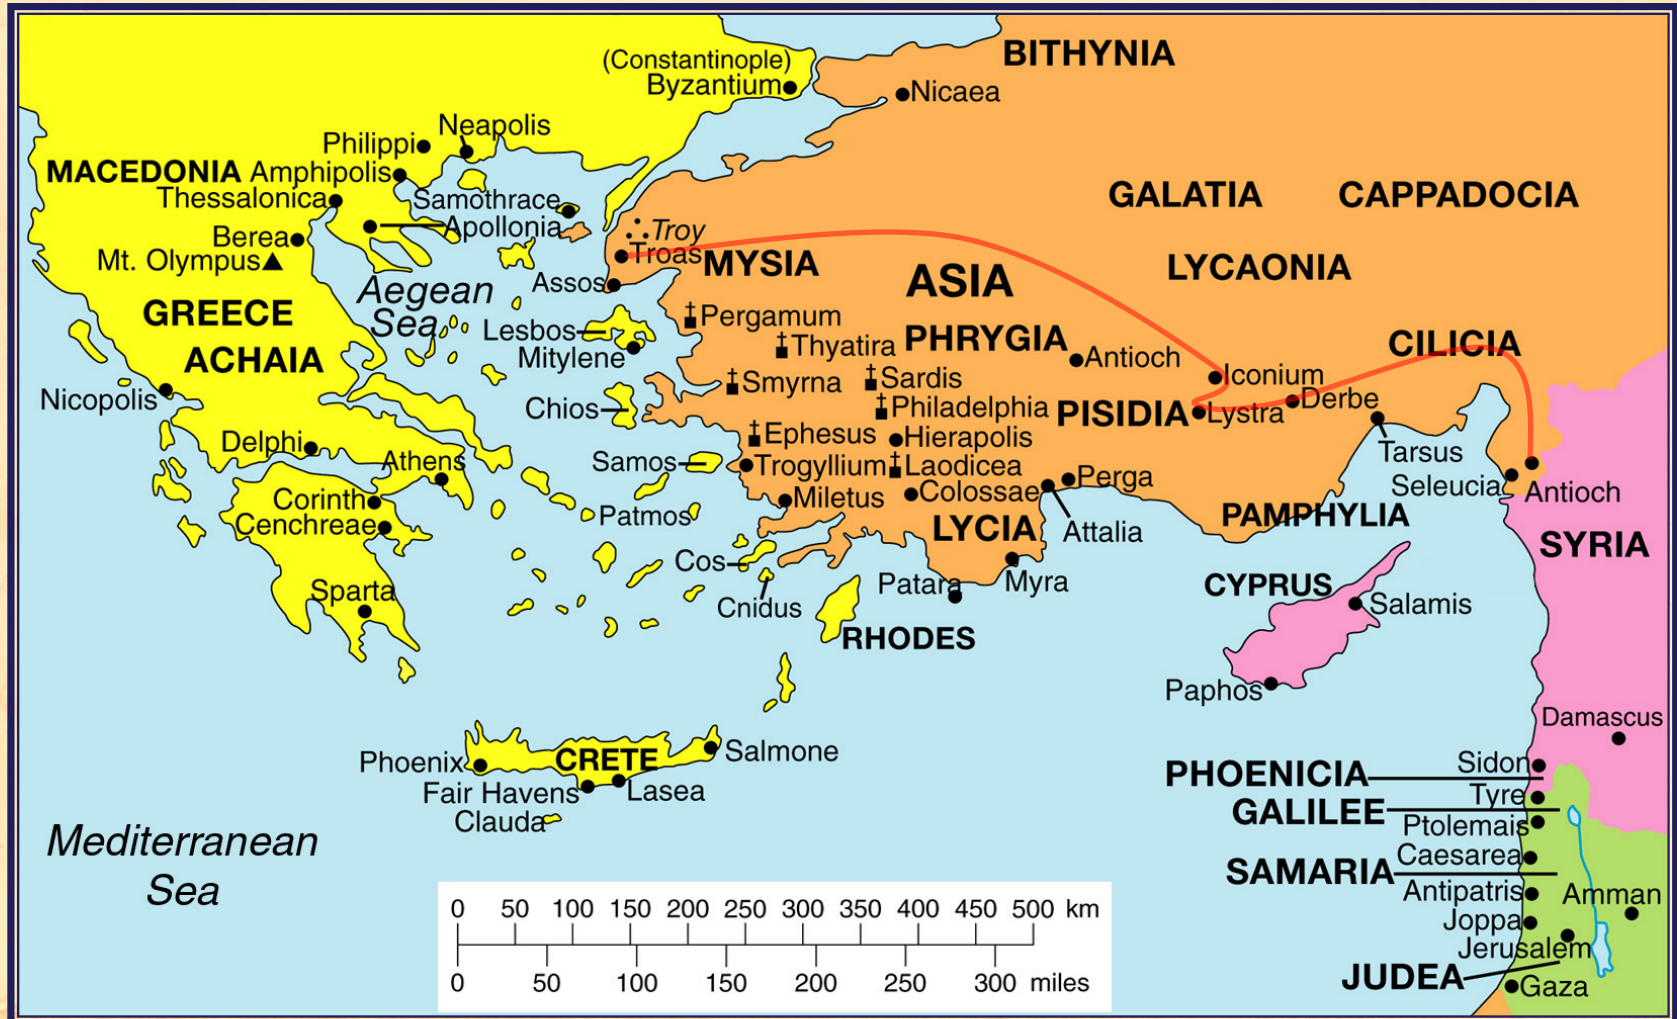 (Constantinople)
Byzantium
BITHYNIA
Nicaea
Neapolis
Philippi
MACEDONIA Amphipolis
Thessalonica
Samothrace
Apollonia
GALATIA
CAPPADOCIA
Berea
Mt. Olympus
Troy
Troas
MYSIA
LYCAONIA
Assos
ASIA
Aegean
Sea
GREECE
ACHAIA
Pergamum
Lesbos
Mitylene
Thyatira
PHRYGIA
Antioch
CILICIA
Smyrna
Sardis
Iconium
Nicopolis
Chios
Philadelphia
PISIDIA
Lystra
Derbe
Delphi
Athens
Ephesus
Hierapolis
Tarsus
Samos
Trogyllium
Laodicea
Perga
Seleucia
Antioch
Corinth
Cenchreae
Miletus
Colossae
Patmos
LYCIA
Attalia
PAMPHYLIA
SYRIA
Cos
Cnidus
Patara
Myra
CYPRUS
Salamis
Sparta
RHODES
Paphos
Damascus
Phoenix
CRETE
Salmone
Fair Havens
Lasea
Clauda
Sidon
PHOENICIA
Tyre
GALILEE
Ptolemais
Mediterranean
Sea
Caesarea
SAMARIA
Antipatris
Amman
Joppa
Jerusalem
JUDEA
Gaza
0 50 100 150 200 250 300 350 400 450 500 km
0 50 100 150 200 250 300 miles